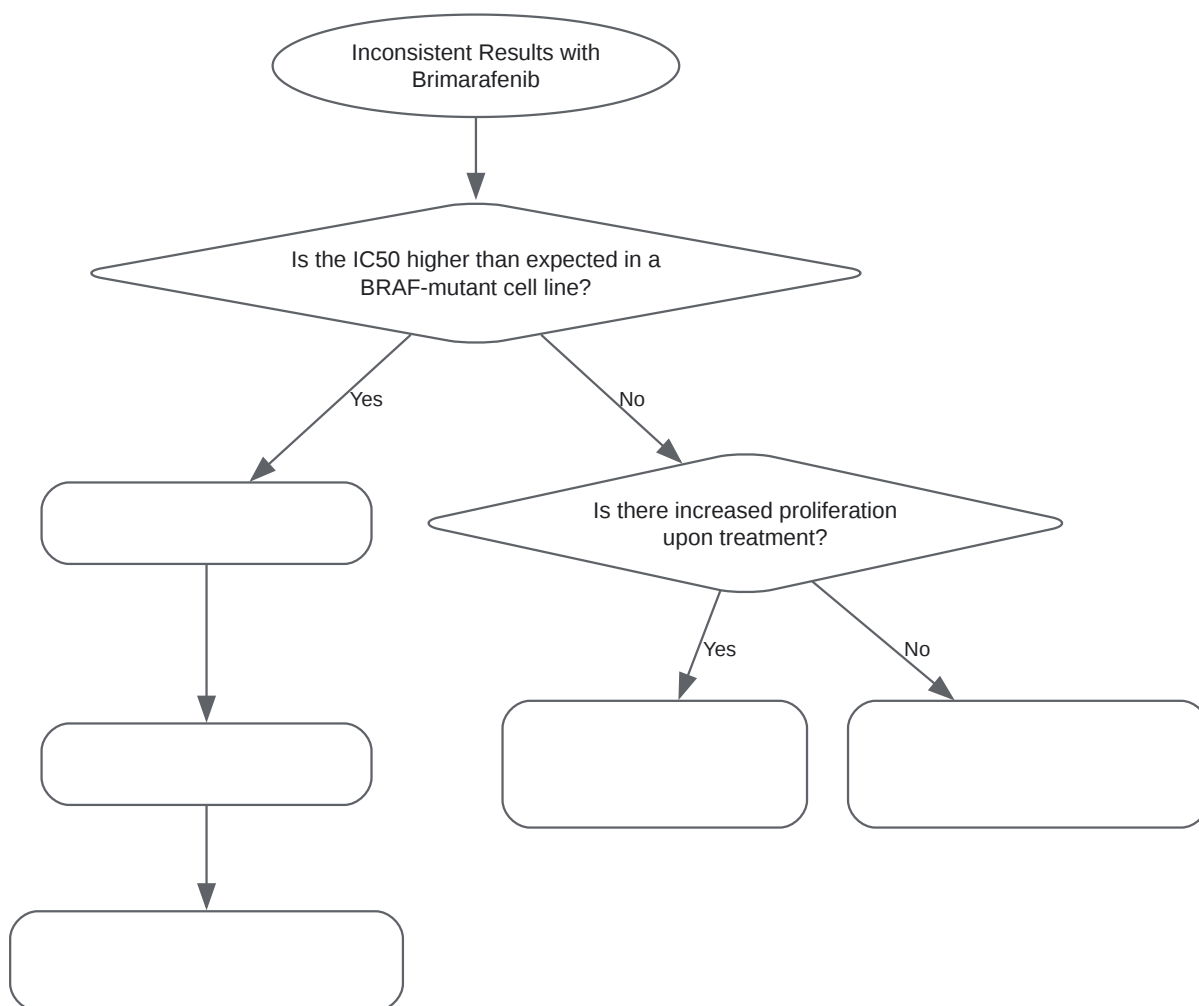 Inconsistent Results with
Brimarafenib
Is the IC50 higher than expected in a
BRAF-mutant cell line?
Yes
No
Is there increased proliferation
upon treatment?
Yes
No